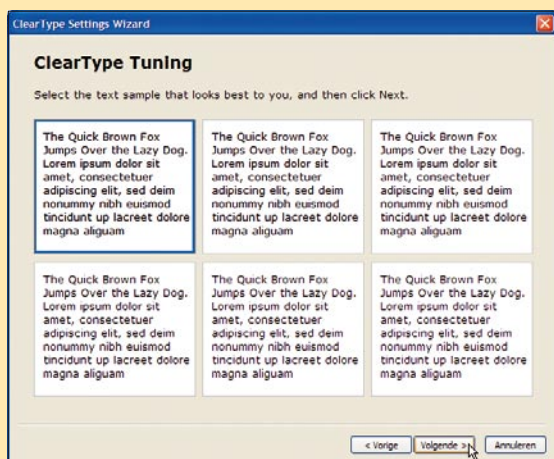 ClearType Settings Wizard
ClearType Tuning
Select the text sample that looks best to you, and then click Next.
The Quick Brown Fox
Jumps Over the Lazy Dog.
Lorem ipsum dolor sit
amet, consectetuer
adipiscing elit, sed deim
nonummy nibh euismod
tincidunt up lacreet dolore
magna aliguam
The Quick Brown Fox
Jumps Over the Lazy Dog.
Lorem ipsum dolor sit
amet, consectetuer
adipiscing elit, sed deim
nonummy nibh euismod
tincidunt up lacreet dolore
magna aliguam
The Quick Brown Fox
Jumps Over the Lazy Dog.
Lorem ipsum dolor sit
amet, consectetuer
adipiscing elit, sed deim
nonummy nibh euismod
tincidunt up lacreet dolore
magna aliguam
The Quick Brown Fox
Jumps Over the Lazy Dog.
Lorem ipsum dolor sit
amet, consectetuer
adipiscing elit, sed deim
nonummy nibh euismod
tincidunt up lacreet dolore
magna aliguam
The Quick Brown Fox
Jumps Over the Lazy Dog.
Lorem ipsum dolor sit
amet, consectetuer
adipiscing elit, sed deim
nonummy nibh euismod
tincidunt up lacreet dolore
magna aliguam
The Quick Brown Fox
Jumps Over the Lazy Dog.
Lorem ipsum dolor sit
amet, consectetuer
adipiscing elit, sed deim
nonummy nibh euismod
tincidunt up lacreet dolore
magna aliguam
< Vorige Volgende > Annuleren